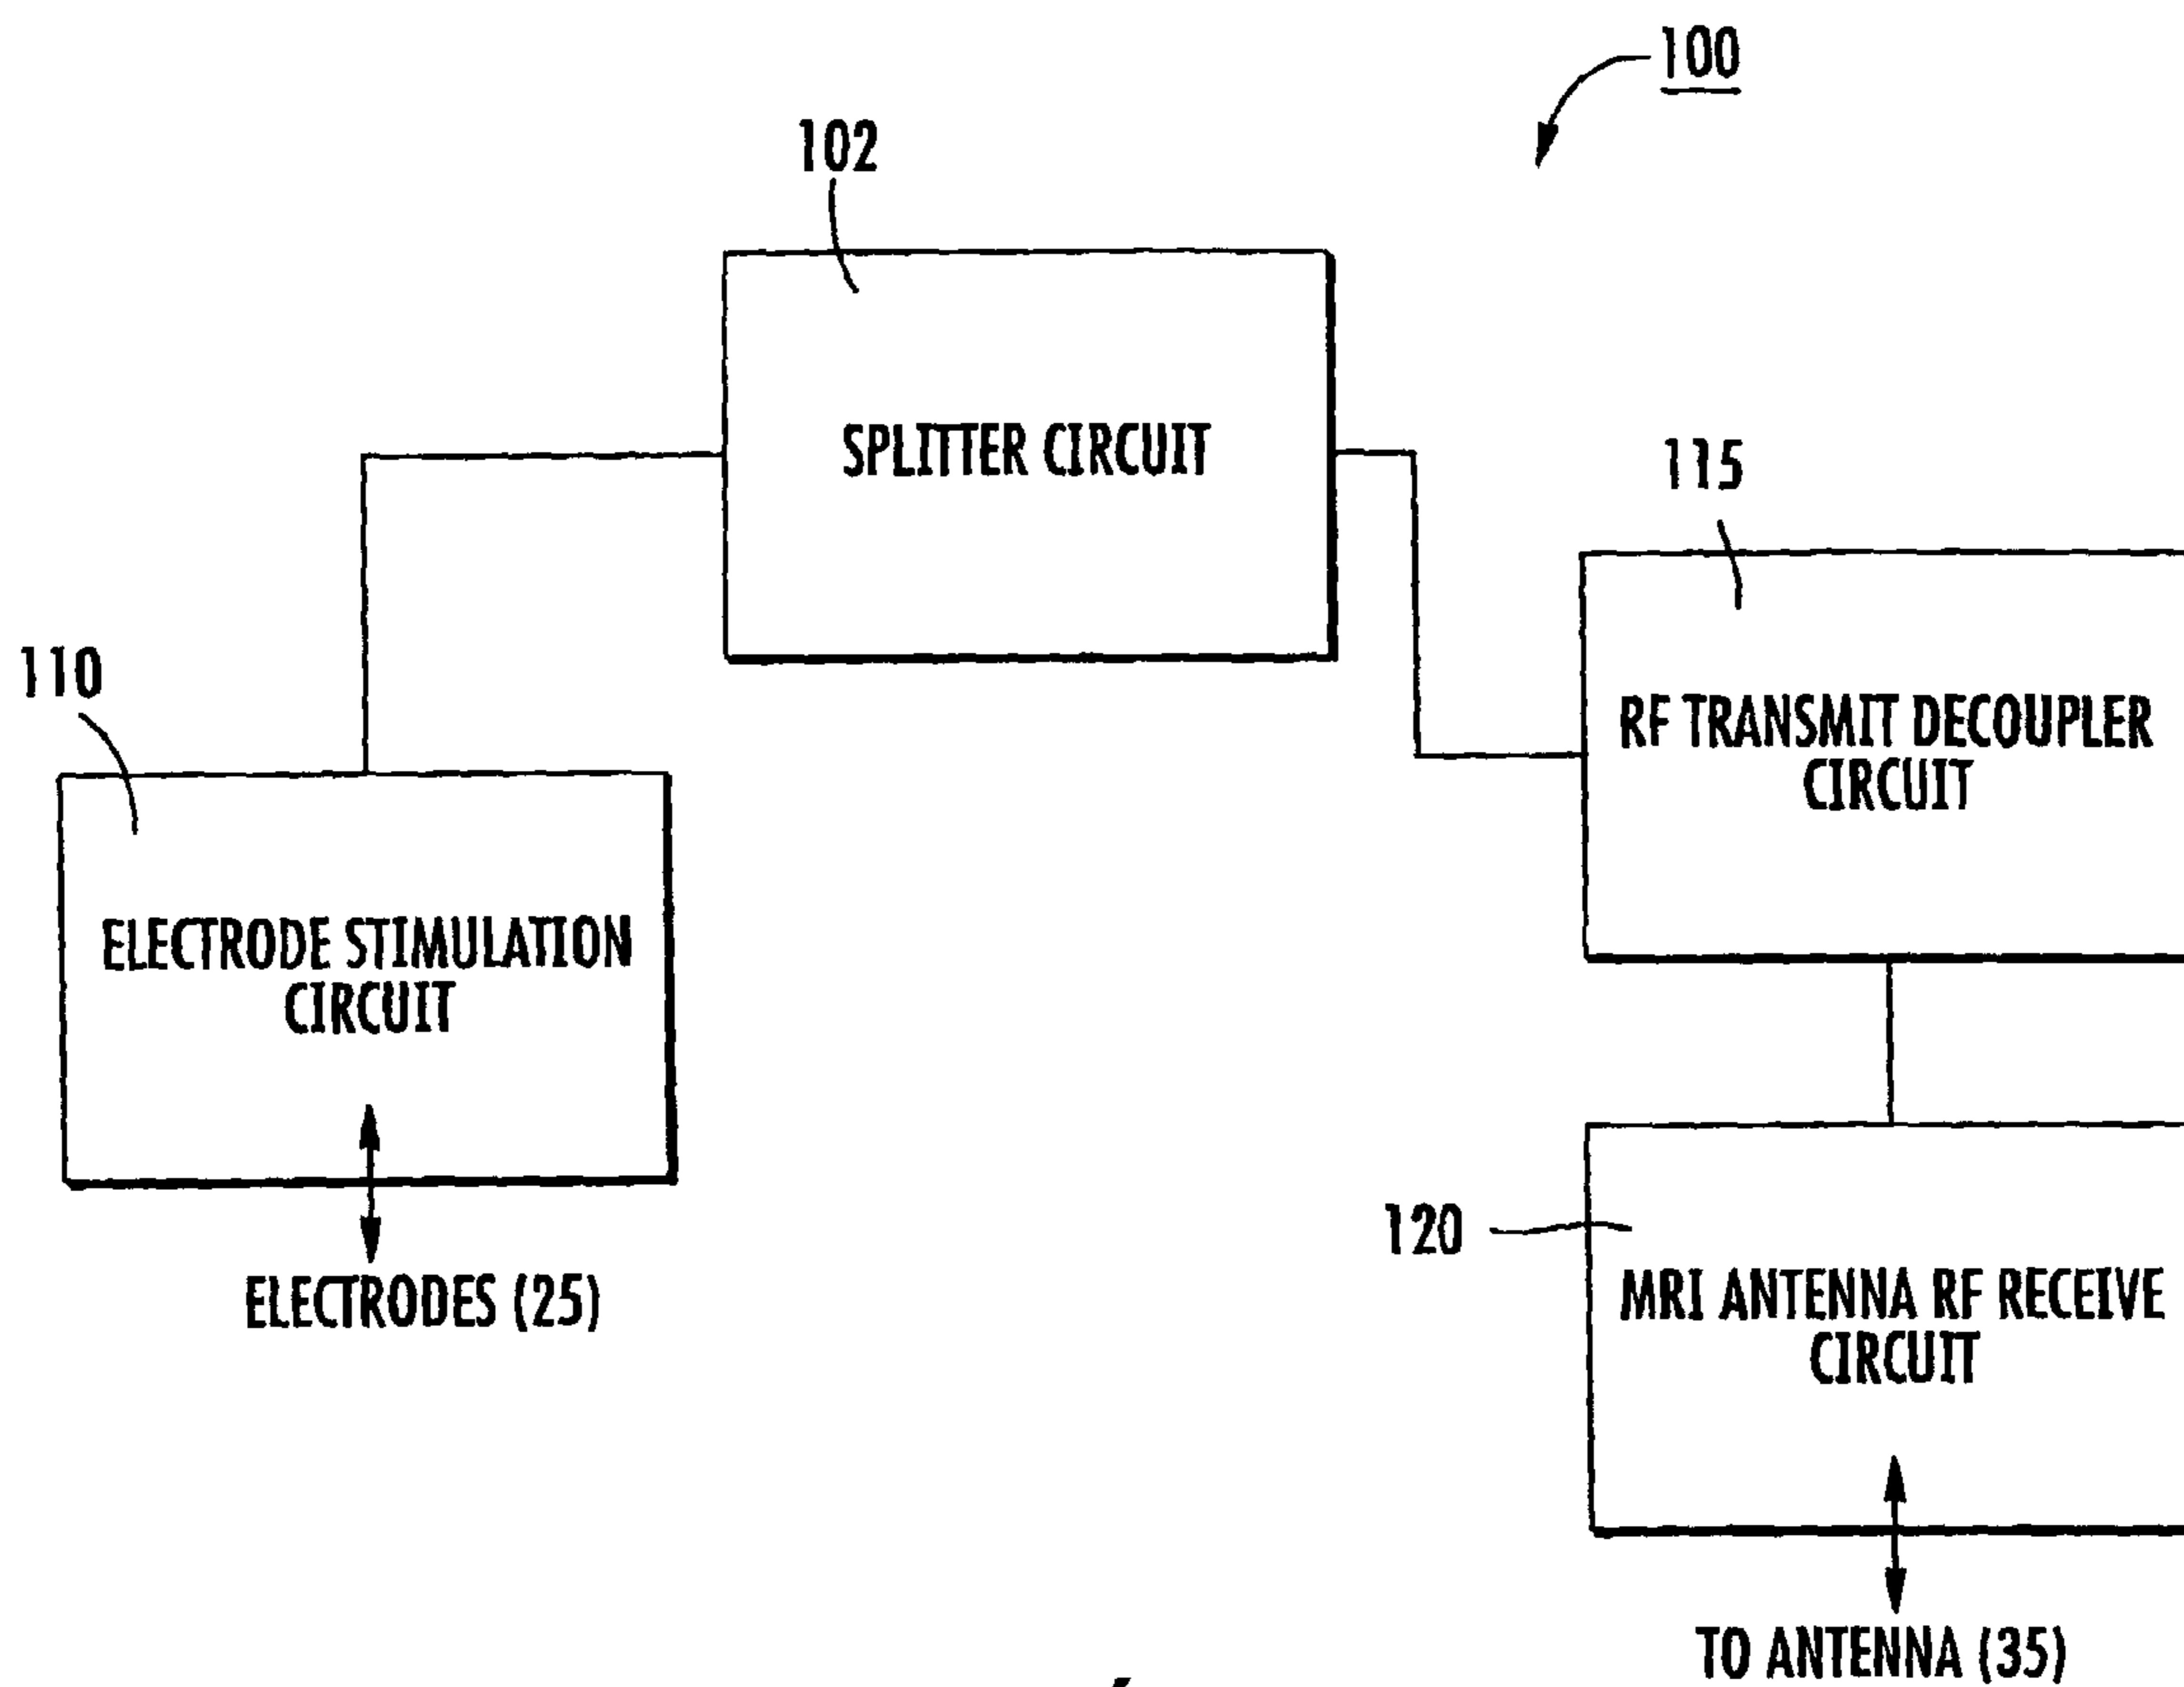 100
102
SPLITTER CIRCUIT
115
RF TRANSMIT DECOUPLER
CIRCUIT
110
ELECTRODE STIMULATION
CIRCUIT
ELECTRODES (25)
120
MRI ANTENNA RF RECEIVE
CIRCUIT
TO ANTENNA (35)